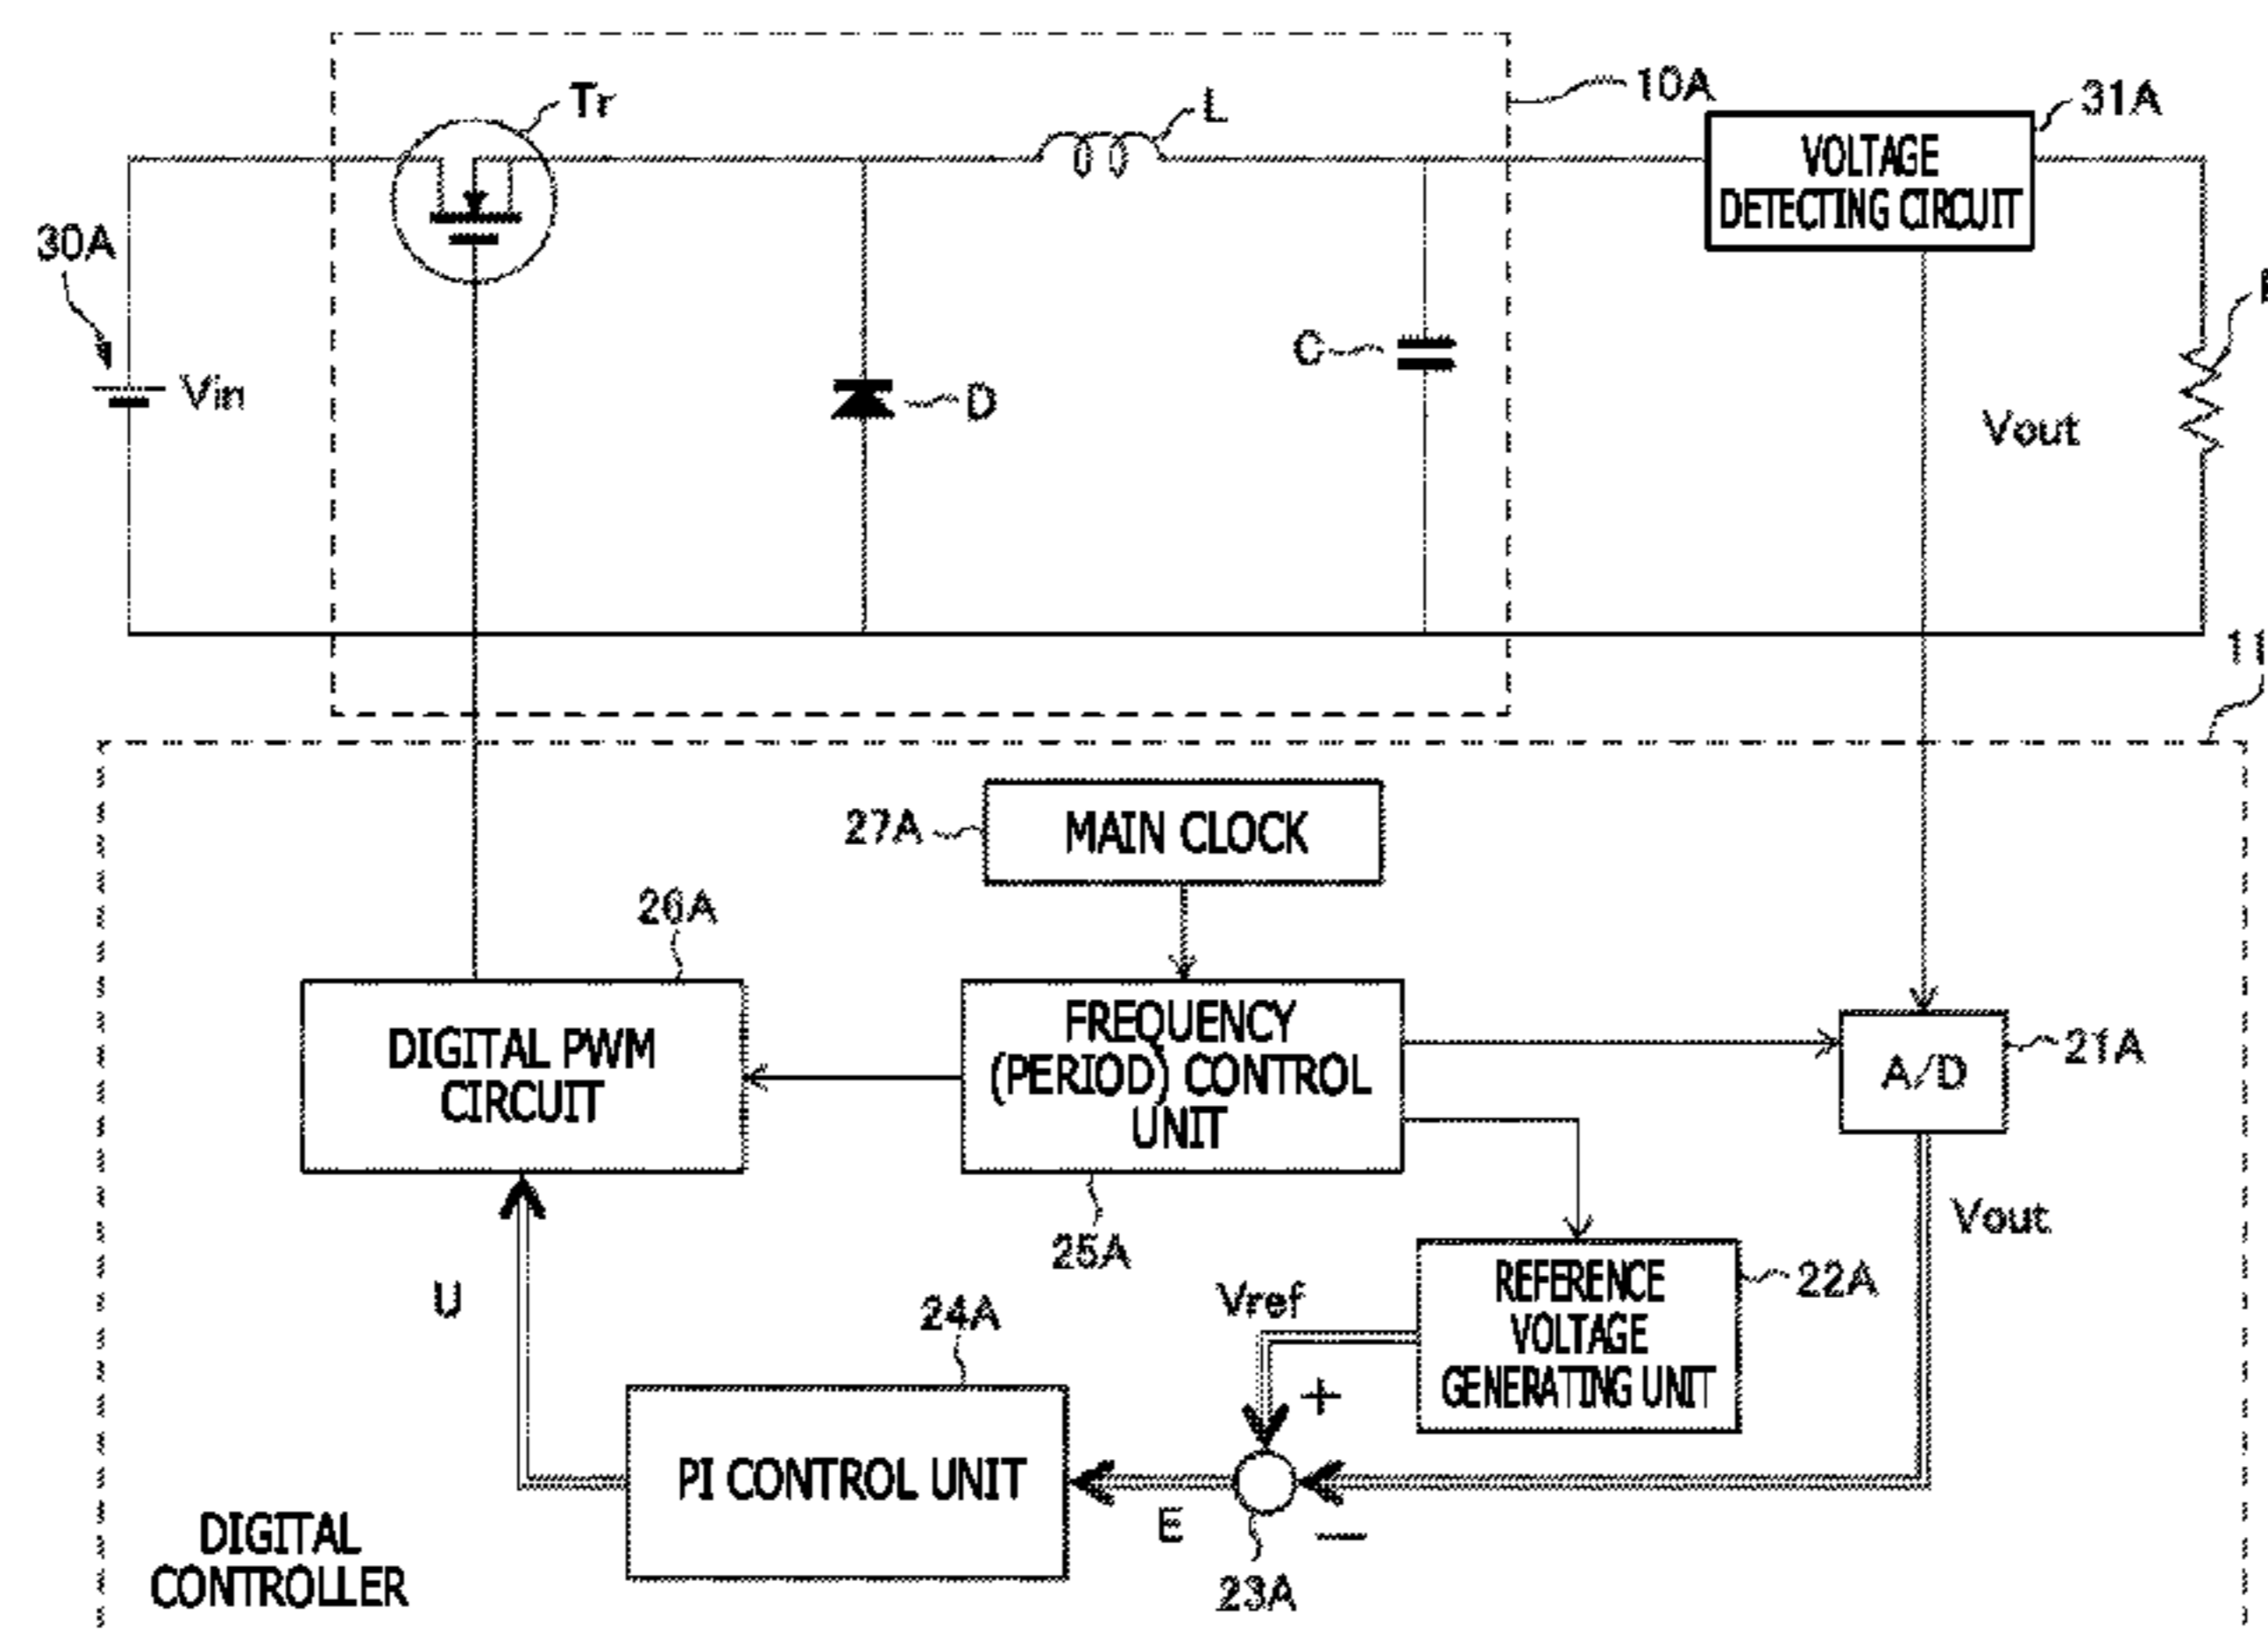 Tr
L
10A
31A
VOLTAGE
DETECTING CIRCUIT
30A
Vin
D
C
Vout
11
27A
MAIN CLOCK
26A
DIGITAL PWM
CIRCUIT
FREQUENCY
(PERIOD) CONTROL
UNIT
25A
A/D
21A
Vout
U
Vref
REFERENCE
VOLTAGE
GENERATING UNIT
22A
24A
+
PI CONTROL UNIT
E
−
23A
DIGITAL
CONTROLLER